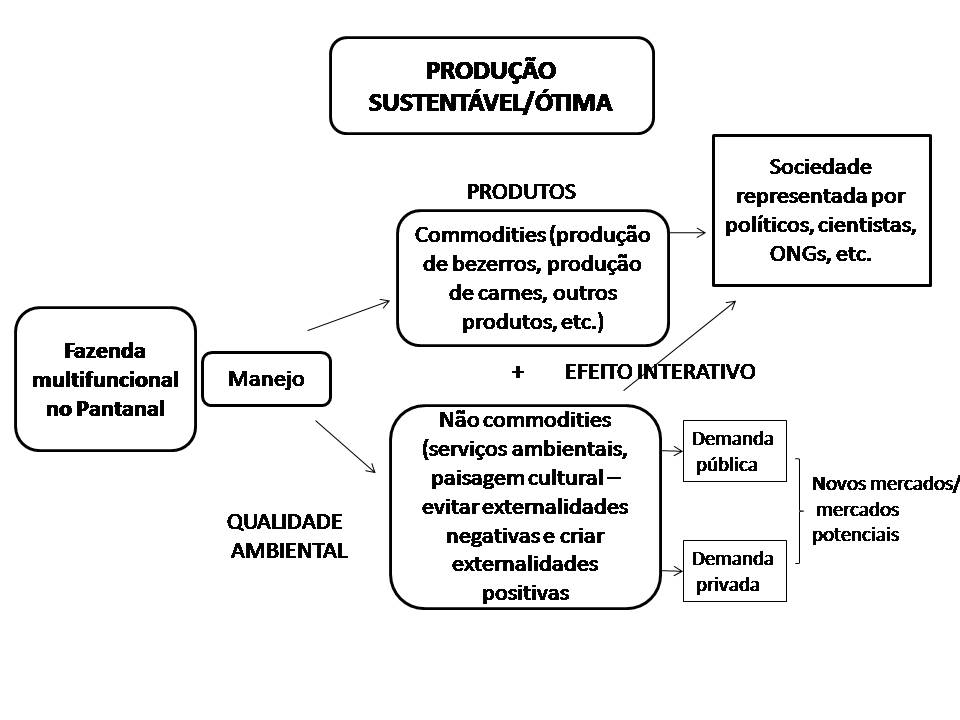 PRODUÇÃO
SUSTENTÁVEL/ÓTIMA
PRODUTOS
Commodities (produção
de bezerros, produção
de carnes, outros
produtos, etc.)
Sociedade
representada por
políticos, cientistas,
ONGs, etc.
Fazenda
multifuncional
no Pantanal
Manejo
+ EFEITO INTERATIVO
QUALIDADE
AMBIENTAL
Não commodities
(serviços ambientais,
paisagem cultural –
evitar externalidades
negativas e criar
externalidades
positivas
Demanda
pública
Demanda
privada
Novos mercados/
mercados
potenciais